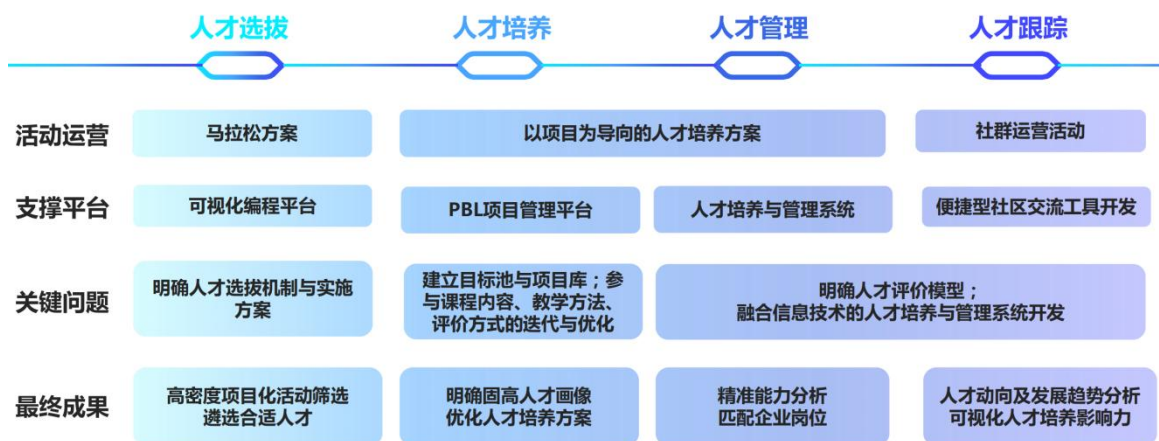 人才选拔 人才培养 人才管理 人才跟踪
活动运营 马拉松方案 以项目为导向的人才培养方案 社群运营活动
支撑平台 可视化编程平台 PBL项目管理平台 人才培养与管理系统 便捷型社区交流工具开发
关键问题
明确人才选拔机制与实施
方案
建立目标池与项目库；参
与课程内容、教学方法、
评价方式的迭代与优化
明确人才评价模型；
融合信息技术的人才培养与管理系统开发
最终成果
高密度项目化活动筛选
遴选合适人才
明确固高人才画像
优化人才培养方案
精准能力分析
匹配企业岗位
人才动向及发展趋势分析
可视化人才培养影响力